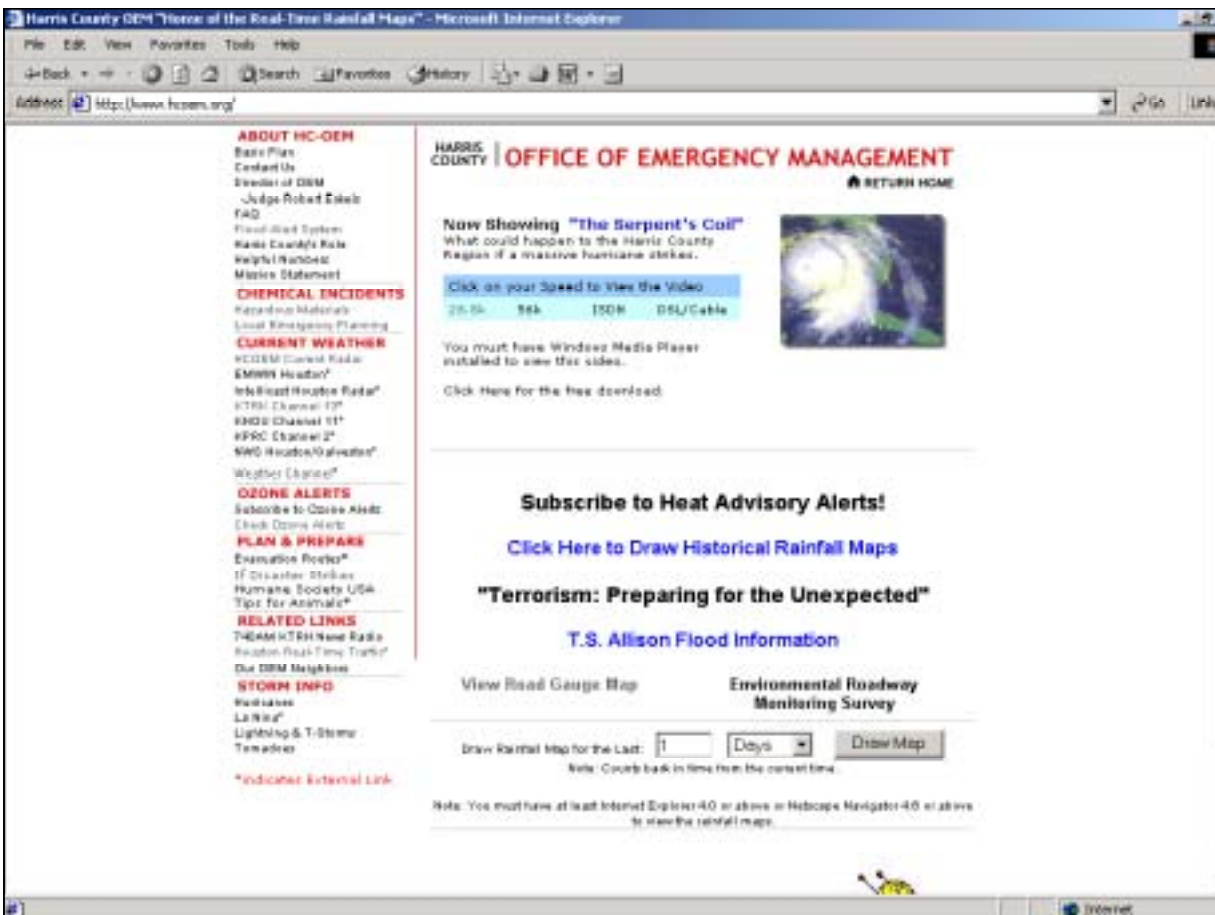 Harris County OEM "Home of the Real-Time Rainfall Maps" - Microsoft Internet Explorer
File Edit View Favorites Tools Help
Back Search Favorites History
Address http://www.hcoem.org/ Go Links
ABOUT HC-OEM
Basic Plan
Contact Us
Director of OEM
-Judge Robert Eckels
FAQ
Flood Alert System
Harris County's Role
Helpful Numbers
Mission Statement
CHEMICAL INCIDENTS
Hazardous Materials
Local Emergency Planning
CURRENT WEATHER
HCOEM Current Radar
EMWIN Houston*
Intellicast Houston Radar*
KTRK Channel 13*
KHOU Channel 11*
KPRC Channel 2*
NWS Houston/Galveston*
Weather Channel*
OZONE ALERTS
Subscribe to Ozone Alerts
Check Ozone Alerts
PLAN & PREPARE
Evacuation Routes*
If Disaster Strikes
Humane Society USA
Tips for Animals*
RELATED LINKS
740AM KTRH News Radio
Houston Real-Time Traffic*
Our OEM Neighbors
STORM INFO
Hurricanes
La Nina*
Lightning & T-Storms
Tornadoes
*indicates External Link
HARRIS COUNTY OFFICE OF EMERGENCY MANAGEMENT
RETURN HOME
Now Showing "The Serpent's Coil"
What could happen to the Harris County
Region if a massive hurricane strikes.
Click on your Speed to View the Video
28.8k 56k ISDN DSL/Cable
You must have Windows Media Player
installed to view this video.
Click Here for the free download.
Subscribe to Heat Advisory Alerts!
Click Here to Draw Historical Rainfall Maps
"Terrorism: Preparing for the Unexpected"
T.S. Allison Flood Information
View Road Gauge Map Environmental Roadway
Monitoring Survey
Draw Rainfall Map for the Last: 1 Days Draw Map
Note: Counts back in time from the current time.
Note: You must have at least Internet Explorer 4.0 or above or Netscape Navigator 4.6 or above
to view the rainfall maps.
Internet